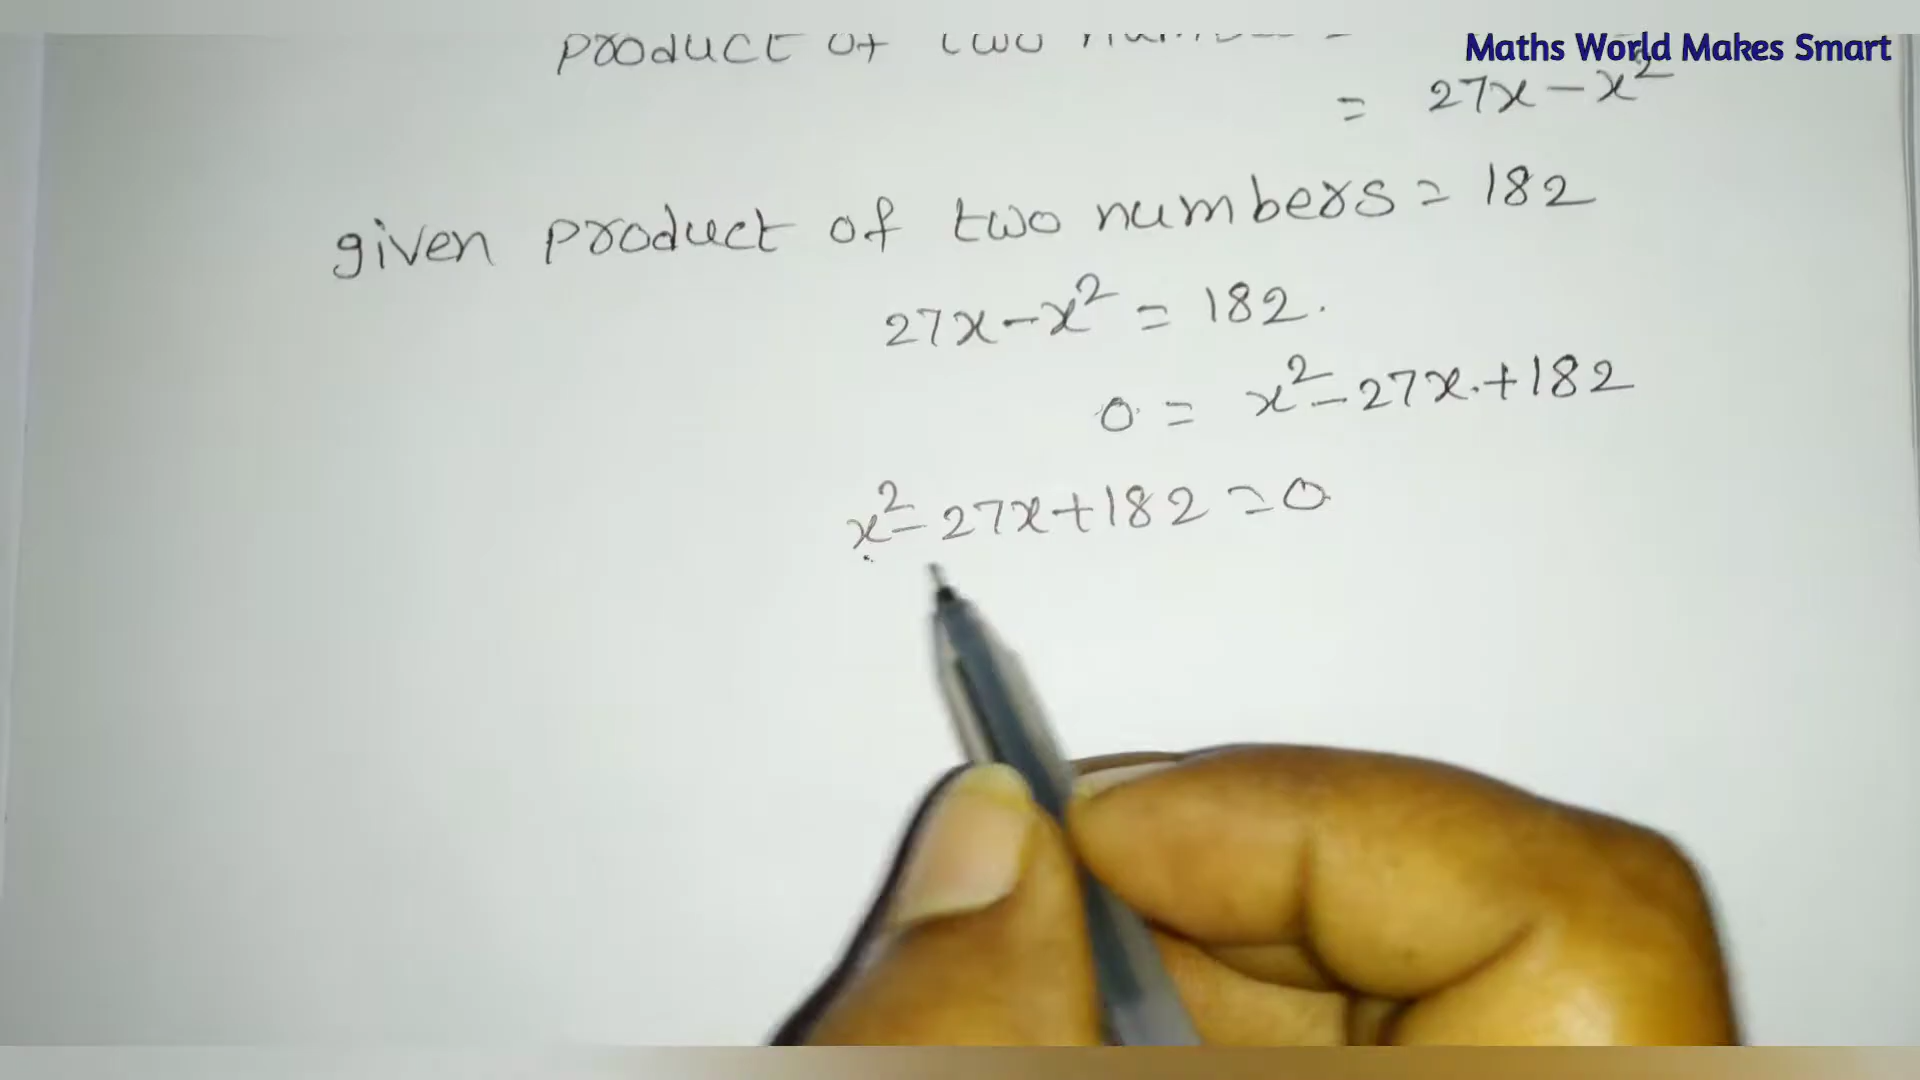 product of two
Maths World Makes Smart
= 27x - x²
given product of two numbers = 182
27x - x² = 182.
0 = x² - 27x + 182
x² - 27x + 182 = 0